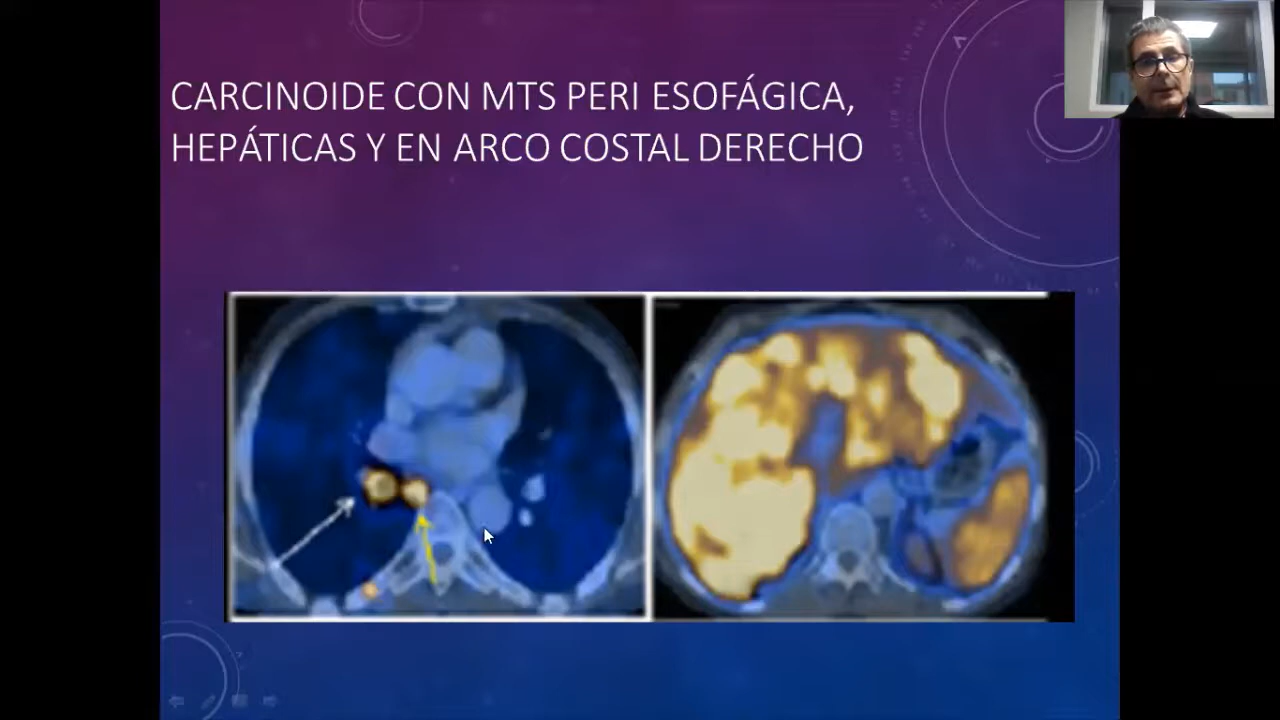 CARCINOIDE CON MTS PERI ESOFÁGICA,
HEPÁTICAS Y EN ARCO COSTAL DERECHO